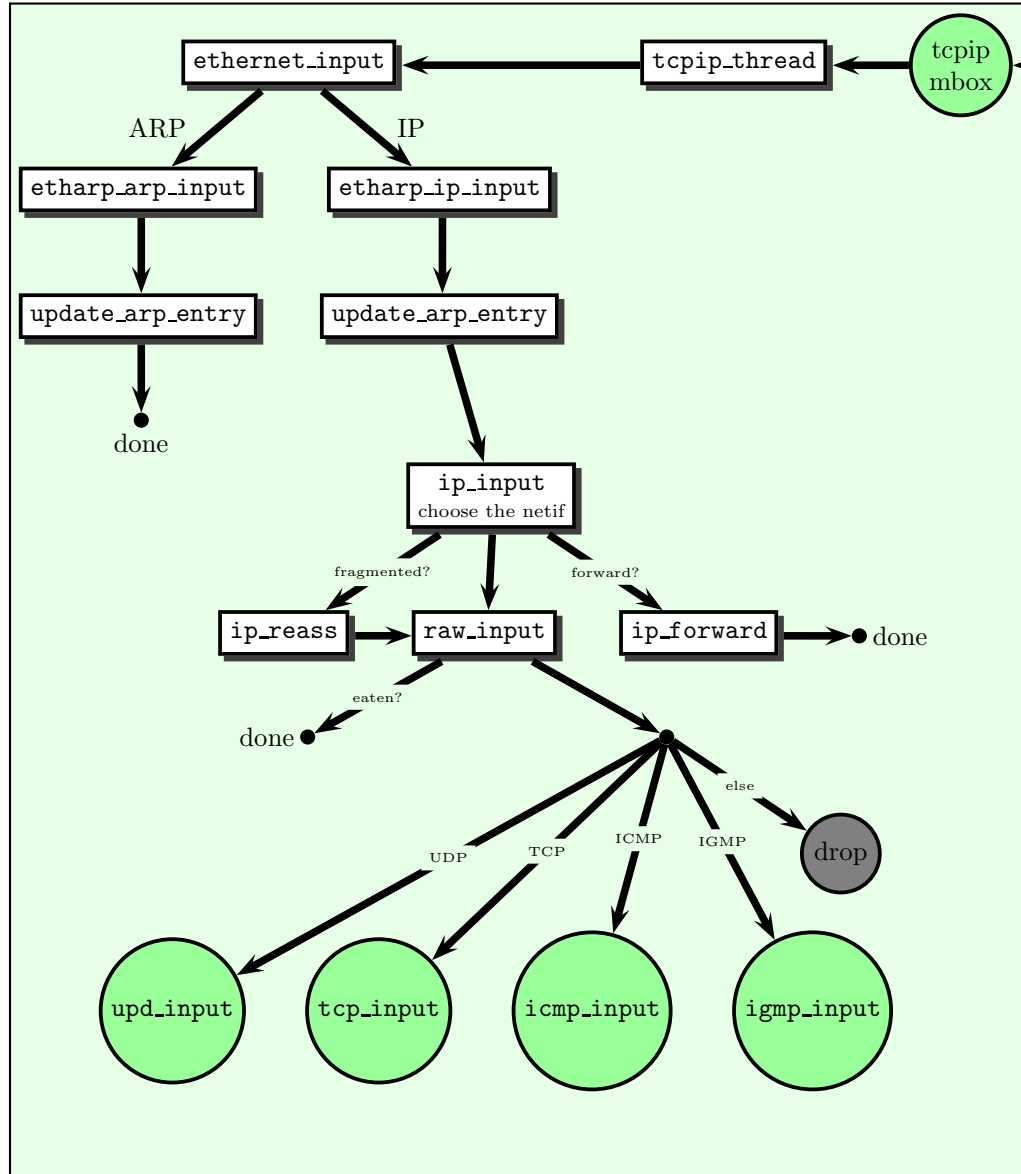 ethernet_input
tcpip_thread
tcpip
mbox
ARP
IP
etharp_arp_input
etharp_ip_input
update_arp_entry
update_arp_entry
done
ip_input
choose the netif
fragmented?
forward?
ip_reass
raw_input
ip_forward
done
eaten?
done
else
UDP
TCP
ICMP
IGMP
drop
upd_input
tcp_input
icmp_input
igmp_input